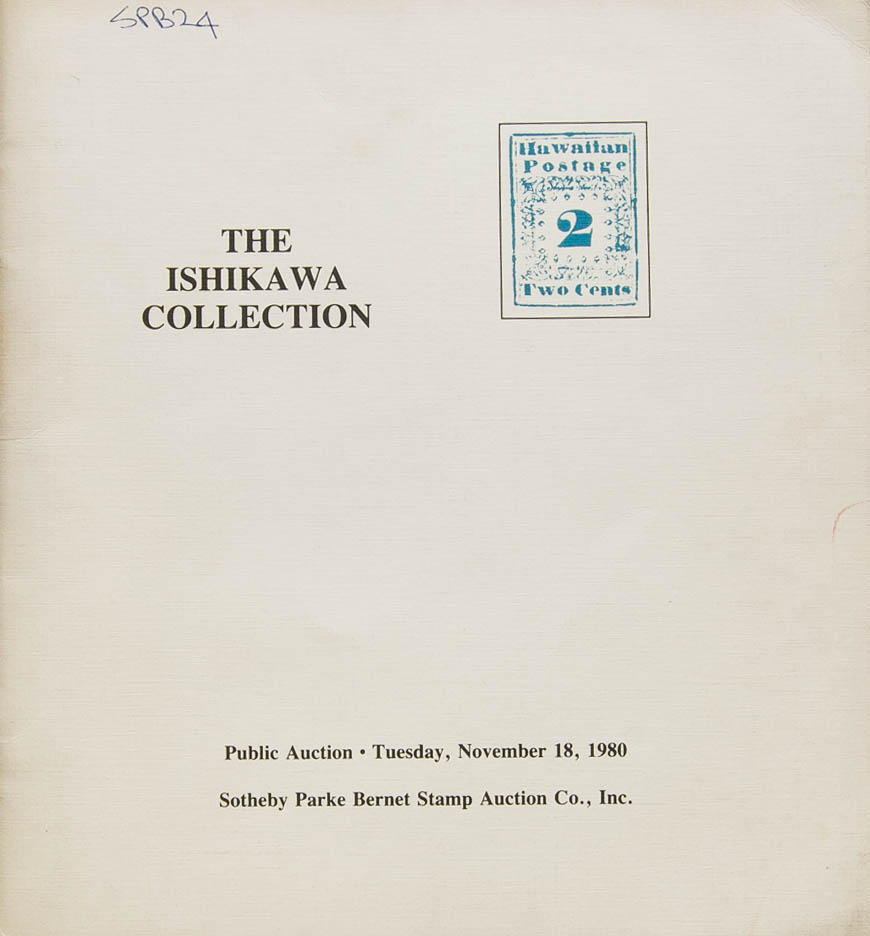 SPB24
Hawaiian
Postage
2
Two Cents
THE
ISHIKAWA
COLLECTION
Public Auction • Tuesday, November 18, 1980
Sotheby Parke Bernet Stamp Auction Co., Inc.